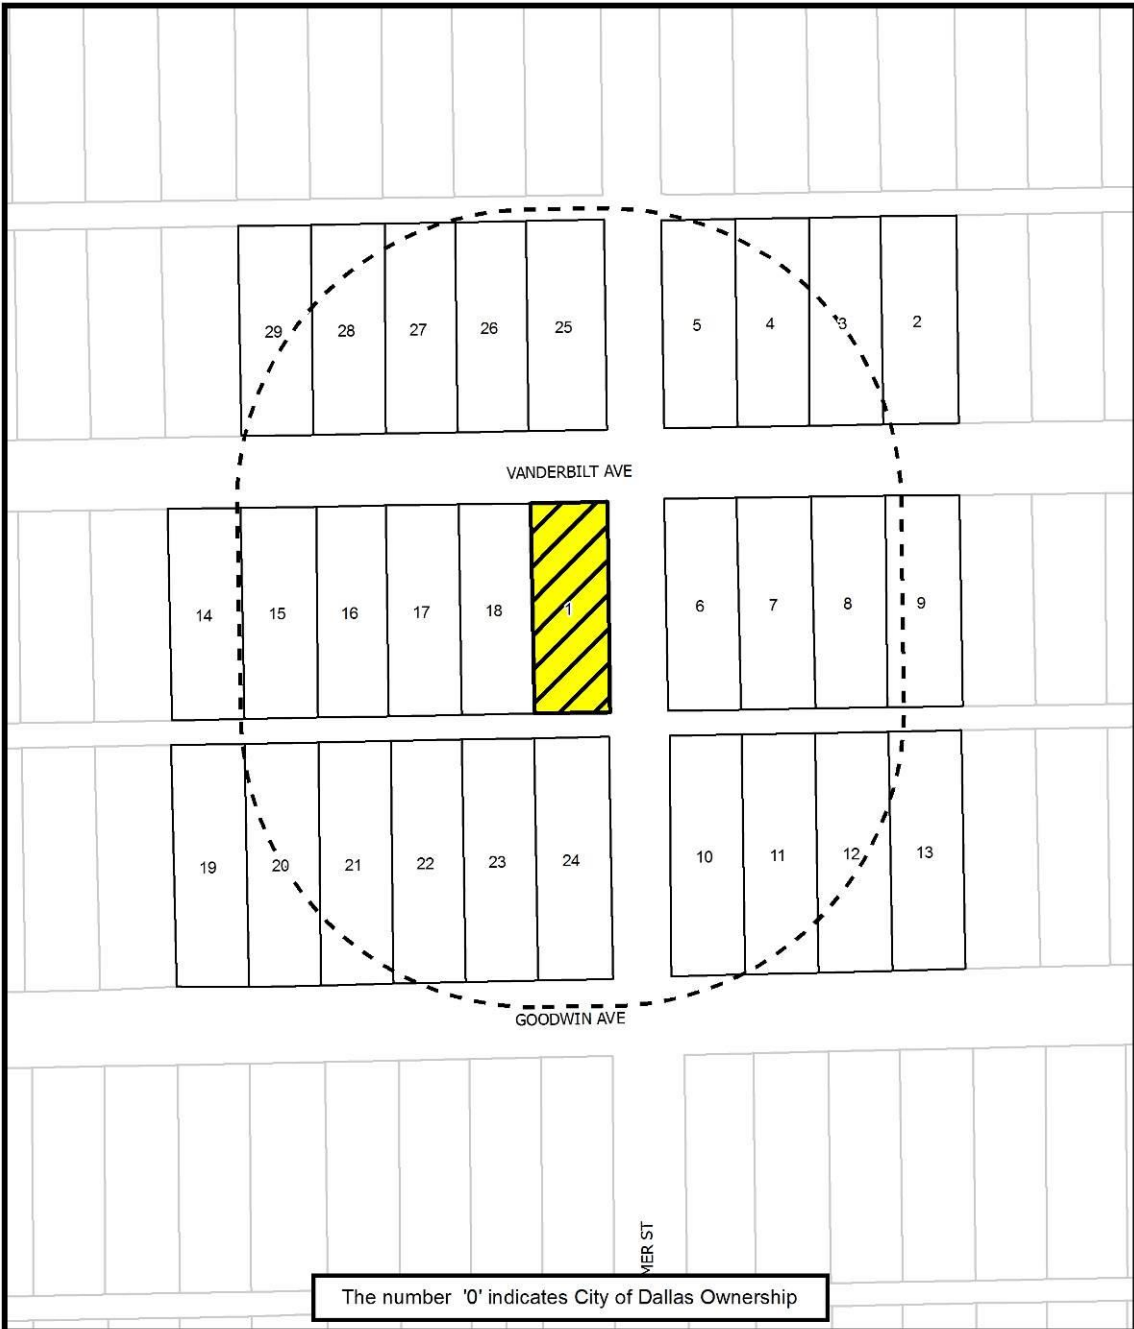 29 28 27 26 25 5 4 3 2
VANDERBILT AVE
14 15 16 17 18 1 6 7 8 9
19 20 21 22 23 24 10 11 12 13
GOODWIN AVE
MER ST
The number '0' indicates City of Dallas Ownership